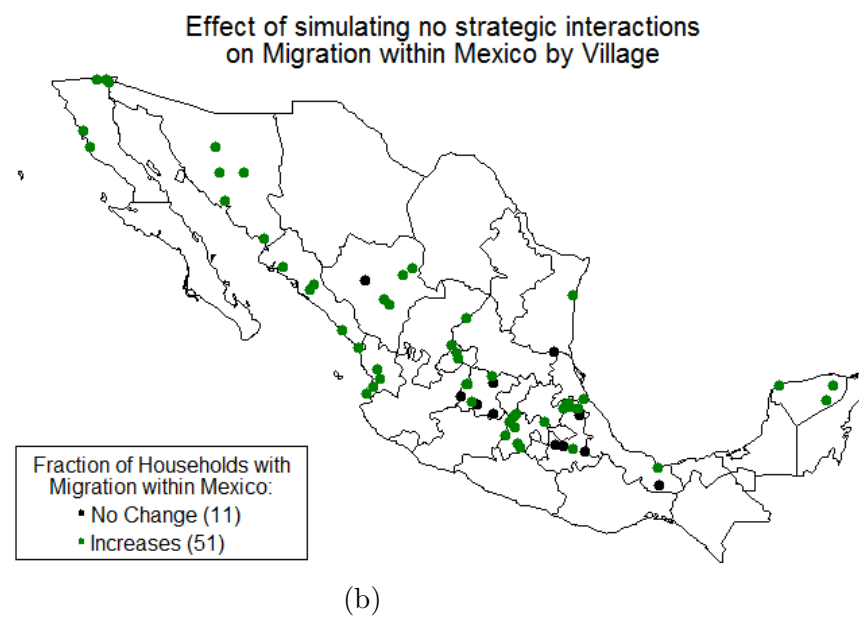 Effect of simulating no strategic interactions
on Migration within Mexico by Village
Fraction of Households with
Migration within Mexico:
No Change (11)
Increases (51)
(b)